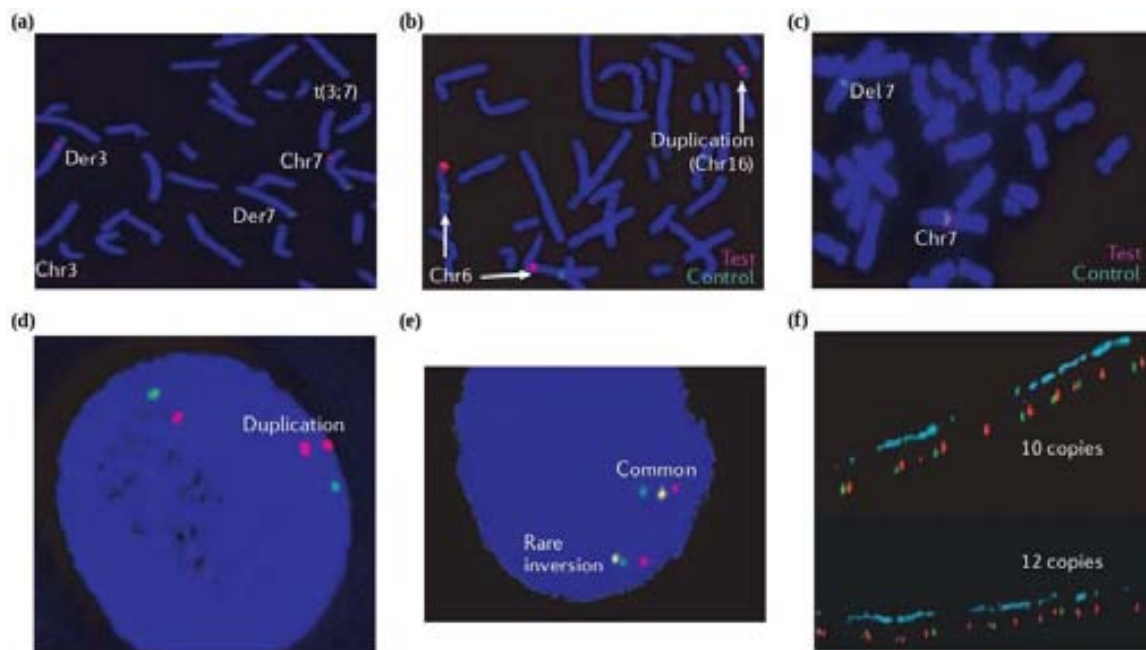 (a)
t(3;7)
Der3
Chr7
Der7
Chr3
(b)
Duplication
(Chr16)
Chr6
Test
Control
(c)
Del 7
Chr7
Test
Control
(d)
Duplication
(e)
Common
Rare
inversion
(f)
10 copies
12 copies